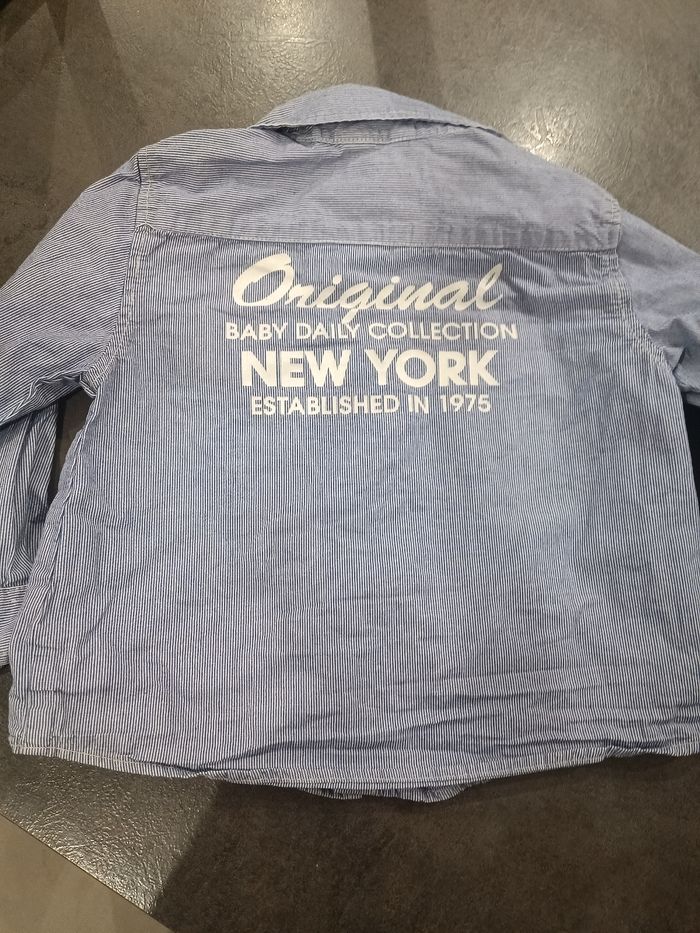 Original
BABY DAILY COLLECTION
NEW YORK
ESTABLISHED IN 1975